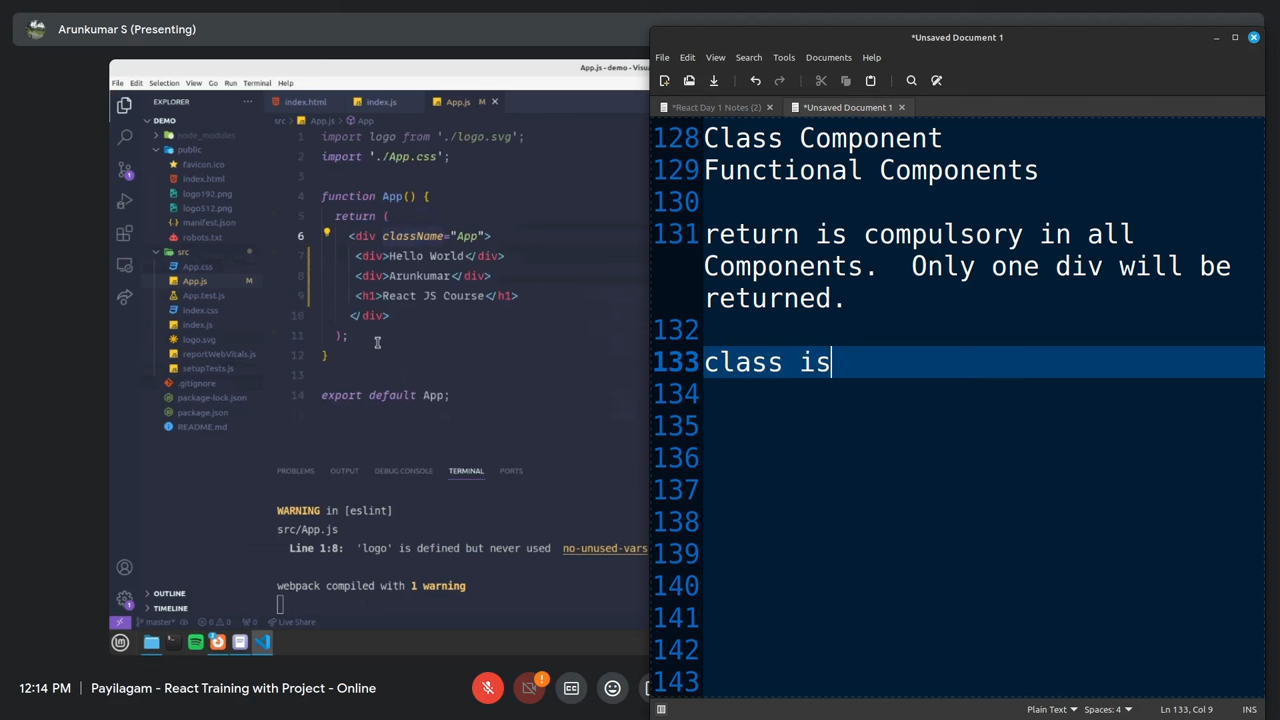 Arunkumar S (Presenting)
App.js - demo - Visu
File Edit Selection View Go Run Terminal Help
EXPLORER
DEMO
node_modules
public
favicon.ico
index.html
logo192.png
logo512.png
manifest.json
robots.txt
src
App.css
App.js M
App.test.js
index.css
index.js
logo.svg
reportWebVitals.js
setupTests.js
.gitignore
package-lock.json
package.json
README.md
OUTLINE
TIMELINE
index.html index.js App.js M
src App.js App
1 import logo from './logo.svg';
2 import './App.css';
3
4 function App() {
5 return (
6 <div className="App">
7 <div>Hello World</div>
8 <div>Arunkumar</div>
9 <h1>React JS Course</h1>
10 </div>
11 );
12 }
13
14 export default App;
PROBLEMS OUTPUT DEBUG CONSOLE TERMINAL PORTS
WARNING in [eslint]
src/App.js
Line 1:8: 'logo' is defined but never used no-unused-vars
webpack compiled with 1 warning
master* 0 0 0 Live Share
12:14 PM Payilagam - React Training with Project - Online
*Unsaved Document 1
File Edit View Search Tools Documents Help
*React Day 1 Notes (2) *Unsaved Document 1
128 Class Component
129 Functional Components
130
131 return is compulsory in all
Components. Only one div will be
returned.
132
133 class is
134
135
136
137
138
139
140
141
142
143
Plain Text Spaces: 4 Ln 133, Col 9 INS